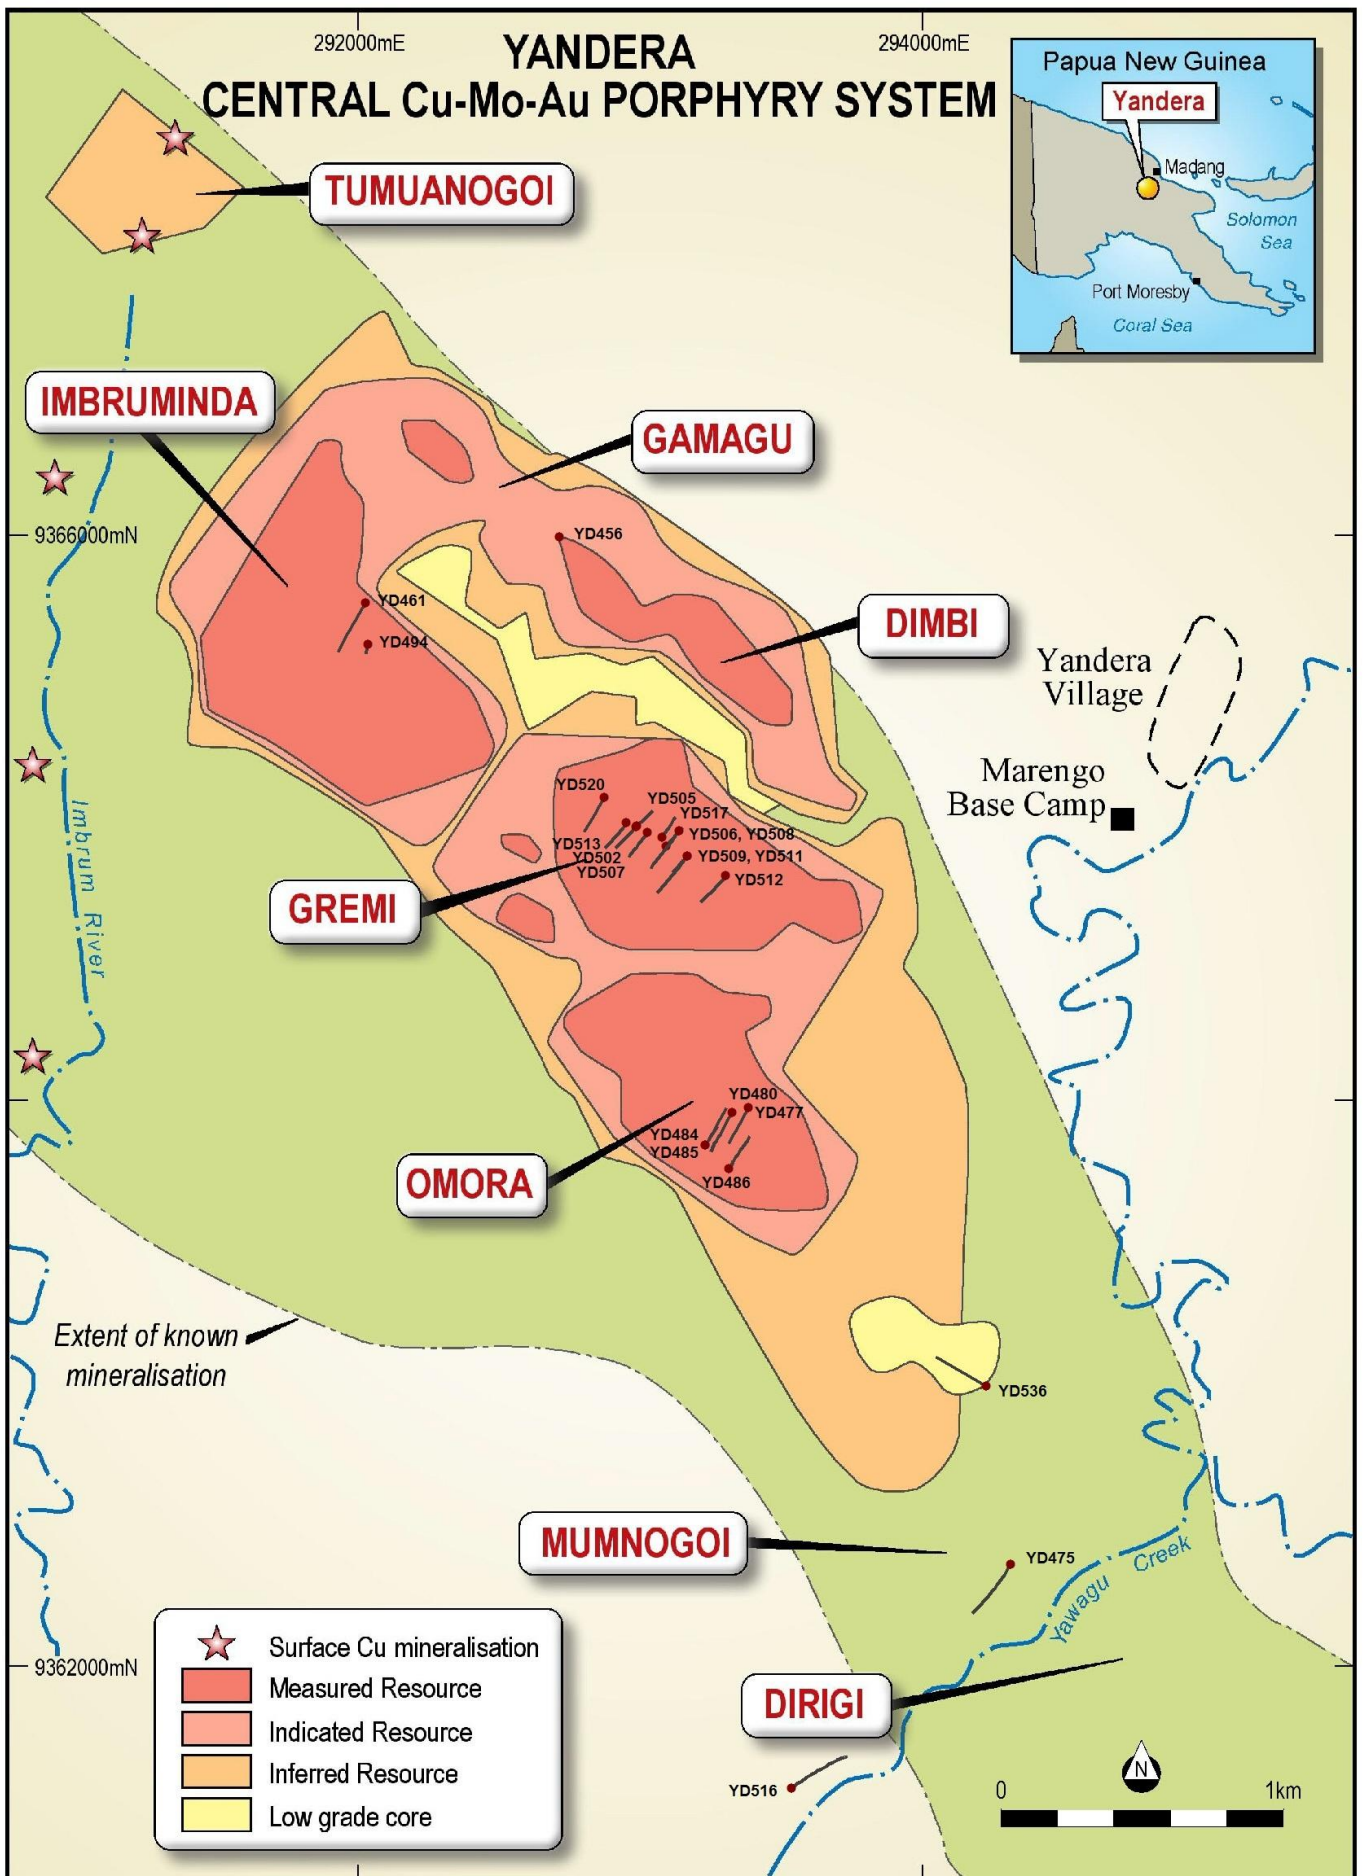 292000mE
294000mE
YANDERA
CENTRAL Cu-Mo-Au PORPHYRY SYSTEM
Papua New Guinea
Yandera
Madang
Solomon
Sea
Port Moresby
Coral Sea
TUMUANOGOI
IMBRUMINDA
GAMAGU
9366000mN
YD456
YD461
YD494
DIMBI
Yandera
Village
Marengo
Base Camp
YD520
YD505
YD517
YD506, YD508
YD513
YD502
YD507
YD509, YD511
YD512
Imbrum River
GREMI
YD480
YD477
YD484
YD485
YD486
OMORA
Extent of known
mineralisation
YD536
MUMNOGOI
YD475
Yawagu Creek
9362000mN
DIRIGI
YD516
Surface Cu mineralisation
Measured Resource
Indicated Resource
Inferred Resource
Low grade core
N
0 1km